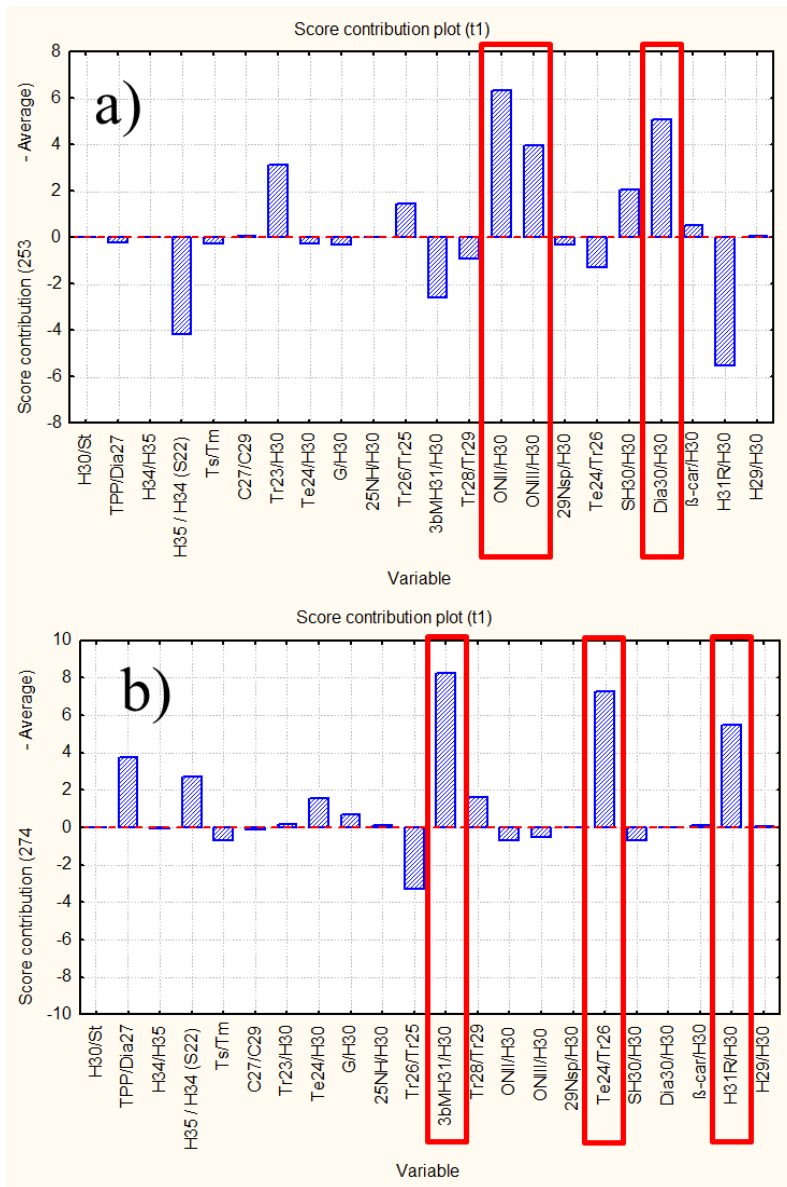 Score contribution plot (t1)
a)
Score contribution (253 - Average)
8
6
4
2
0
-2
-4
-6
-8
H30/St
TPP/Dia27
H34/H35
H35 / H34 (S22)
Ts/Tm
C27/C29
Tr23/H30
Te24/H30
G/H30
25NH/H30
Tr26/Tr25
3bMH31/H30
Tr28/Tr29
ONII/H30
ONIII/H30
29Nsp/H30
Te24/Tr26
SH30/H30
Dia30/H30
ß-car/H30
H31R/H30
H29/H30
Variable
Score contribution plot (t1)
b)
Score contribution (274 - Average)
10
8
6
4
2
0
-2
-4
-6
-8
-10
H30/St
TPP/Dia27
H34/H35
H35 / H34 (S22)
Ts/Tm
C27/C29
Tr23/H30
Te24/H30
G/H30
25NH/H30
Tr26/Tr25
3bMH31/H30
Tr28/Tr29
ONII/H30
ONIII/H30
29Nsp/H30
Te24/Tr26
SH30/H30
Dia30/H30
ß-car/H30
H31R/H30
H29/H30
Variable